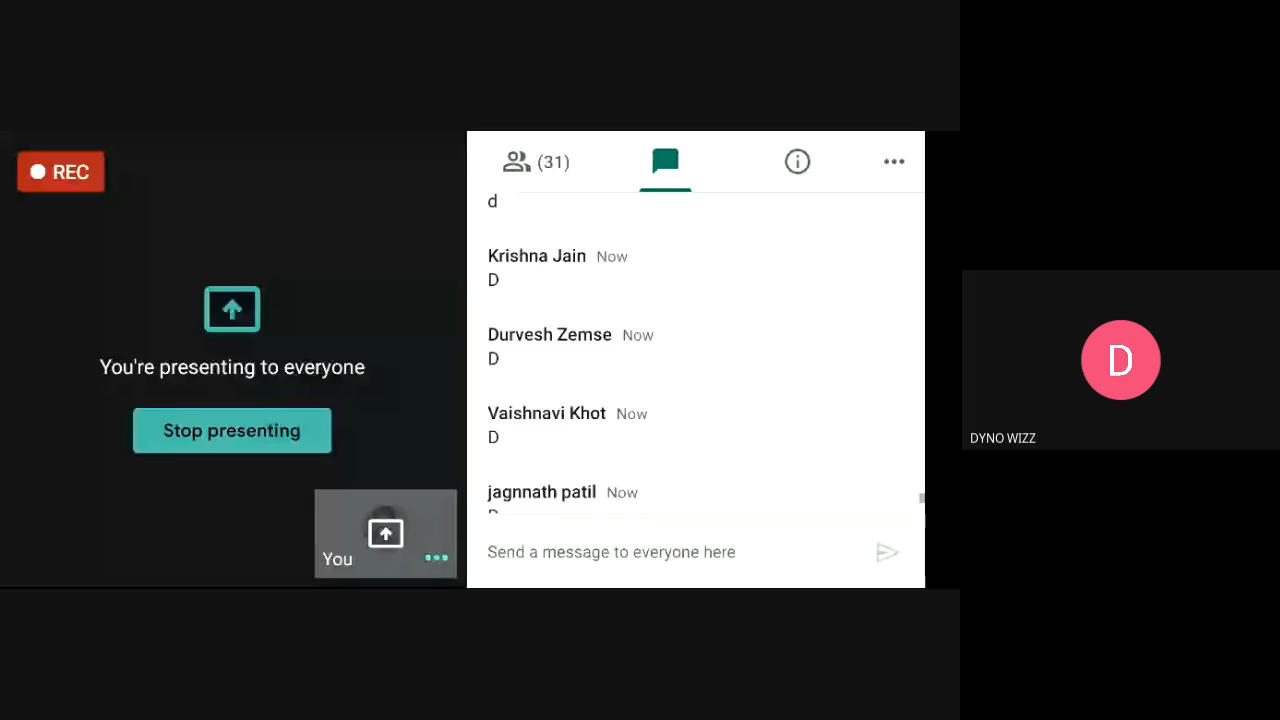 REC
You're presenting to everyone
Stop presenting
You
(31)
d
Krishna Jain Now
D
Durvesh Zemse Now
D
Vaishnavi Khot Now
D
jagnnath patil Now
Send a message to everyone here
D
DYNO WIZZ